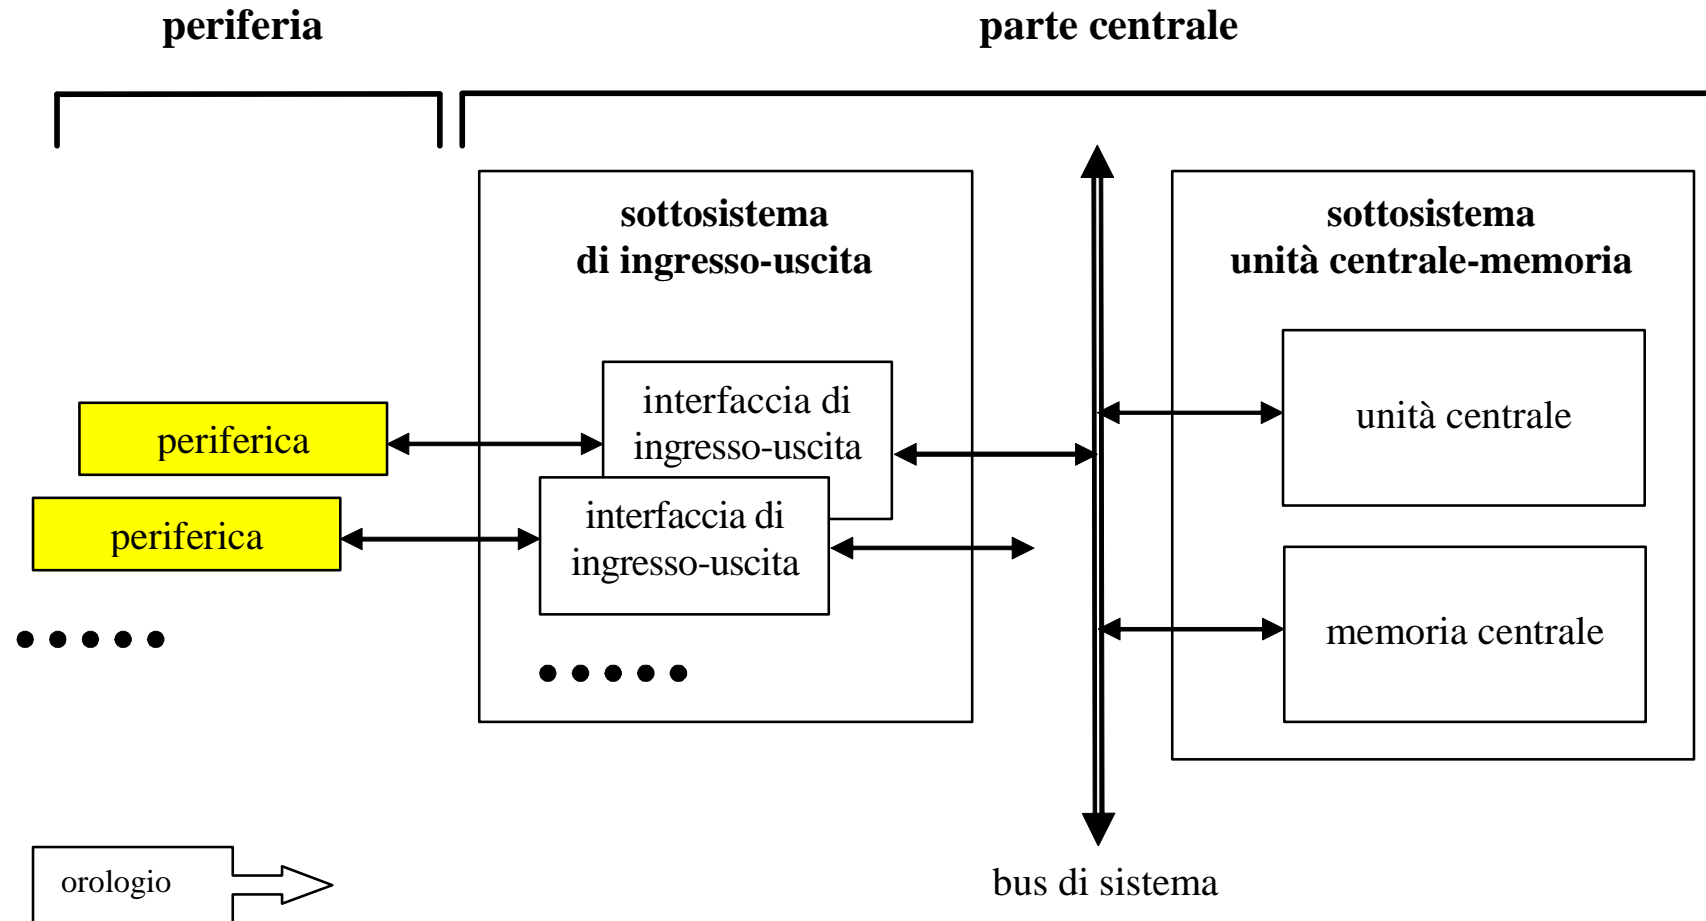 periferia
parte centrale
sottosistema
di ingresso-uscita
sottosistema
unità centrale-memoria
interfaccia di
ingresso-uscita
unità centrale
periferica
interfaccia di
ingresso-uscita
periferica
memoria centrale
orologio
bus di sistema